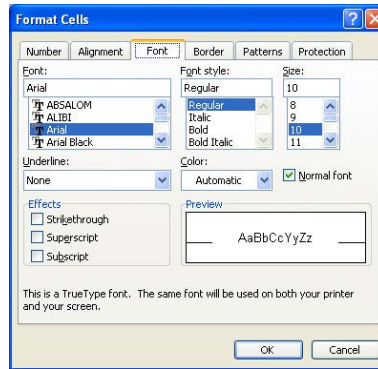 Format Cells
Number Alignment Font Border Patterns Protection
Font: Font style: Size:
Arial Regular 10
ABSALOM Regular 8
ALIBI Italic 9
Arial Bold 10
Arial Black Bold Italic 11
Underline: Color:
None Automatic Normal font
Effects Preview
Strikethrough
Superscript AaBbCcYyZz
Subscript
This is a TrueType font. The same font will be used on both your printer
and your screen.
OK Cancel